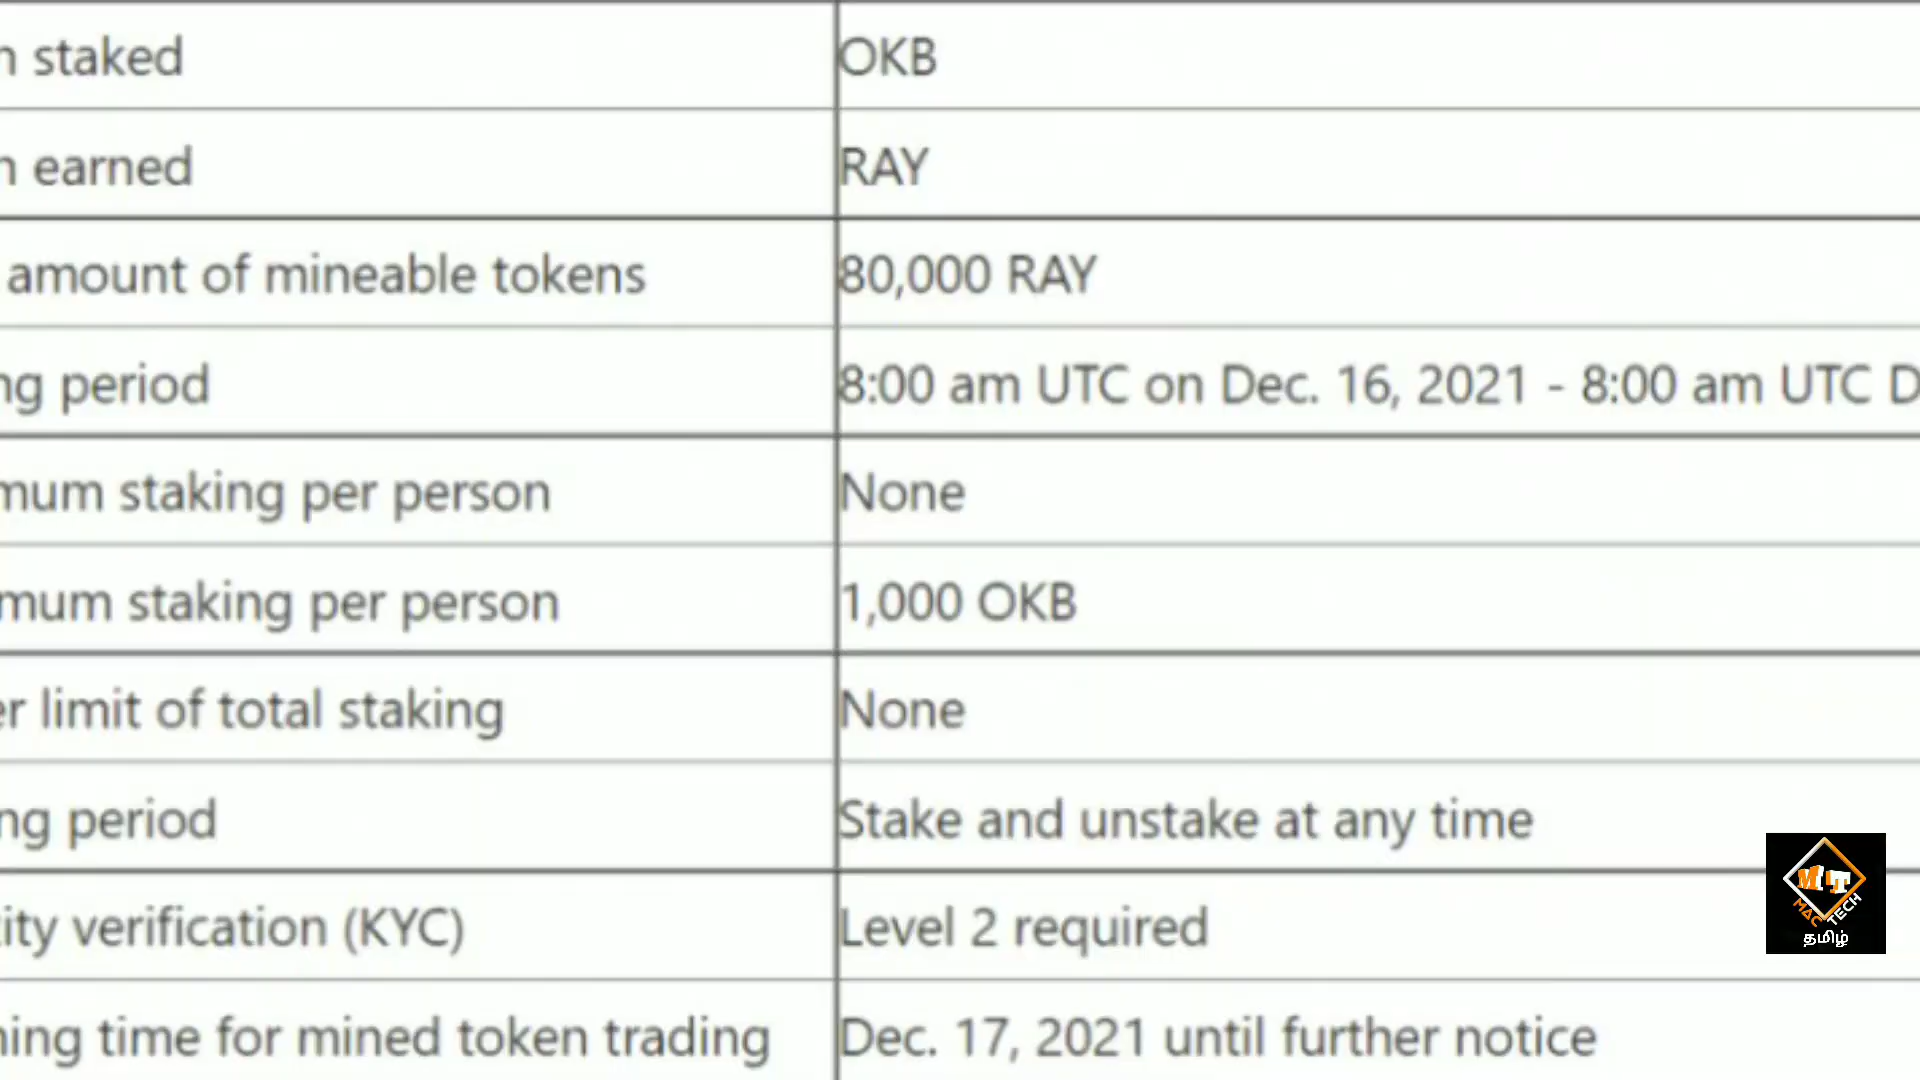 staked OKB
earned RAY
amount of mineable tokens 80,000 RAY
period 8:00 am UTC on Dec. 16, 2021 - 8:00 am UTC D
mum staking per person None
mum staking per person 1,000 OKB
limit of total staking None
period Stake and unstake at any time
ity verification (KYC) Level 2 required
ning time for mined token trading Dec. 17, 2021 until further notice
MT
MAC TECH
தமிழ்